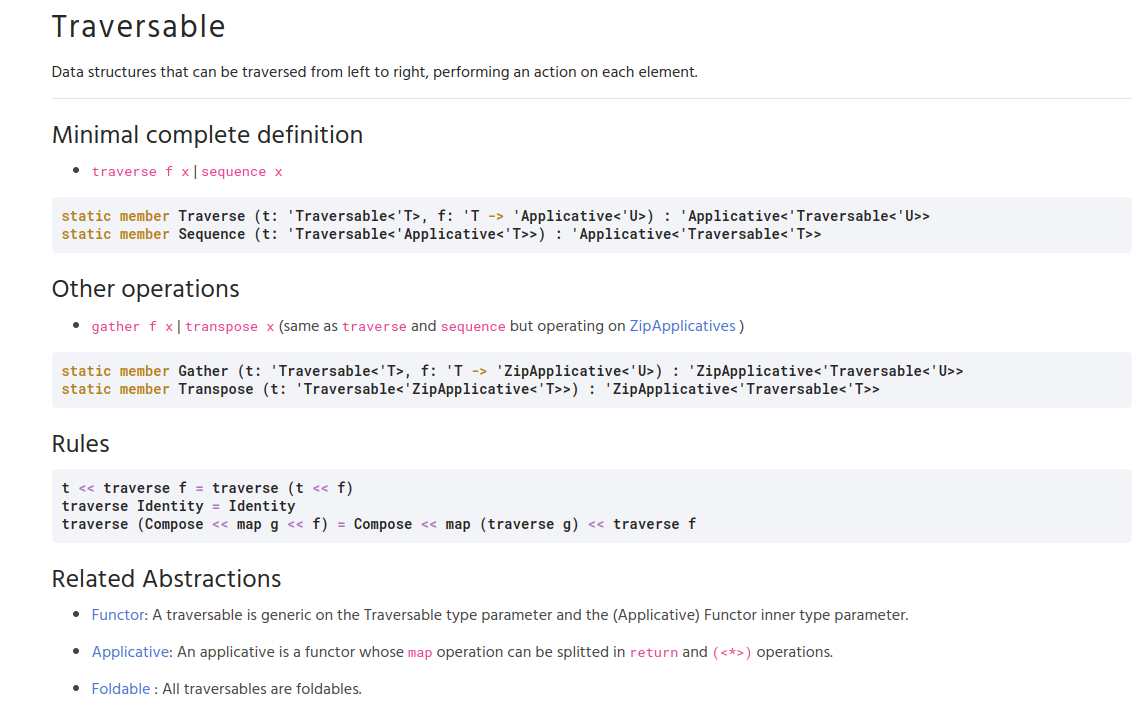 Traversable
Data structures that can be traversed from left to right, performing an action on each element.
Minimal complete definition
• traverse f x | sequence x
static member Traverse (t: 'Traversable<'T>, f: 'T -> 'Applicative<'U>) : 'Applicative<'Traversable<'U>>
static member Sequence (t: 'Traversable<'Applicative<'T>>) : 'Applicative<'Traversable<'T>>
Other operations
• gather f x | transpose x (same as traverse and sequence but operating on ZipApplicatives )
static member Gather (t: 'Traversable<'T>, f: 'T -> 'ZipApplicative<'U>) : 'ZipApplicative<'Traversable<'U>>
static member Transpose (t: 'Traversable<'ZipApplicative<'T>>) : 'ZipApplicative<'Traversable<'T>>
Rules
t << traverse f = traverse (t << f)
traverse Identity = Identity
traverse (Compose << map g << f) = Compose << map (traverse g) << traverse f
Related Abstractions
• Functor: A traversable is generic on the Traversable type parameter and the (Applicative) Functor inner type parameter.
• Applicative: An applicative is a functor whose map operation can be splitted in return and (<*>) operations.
• Foldable : All traversables are foldables.